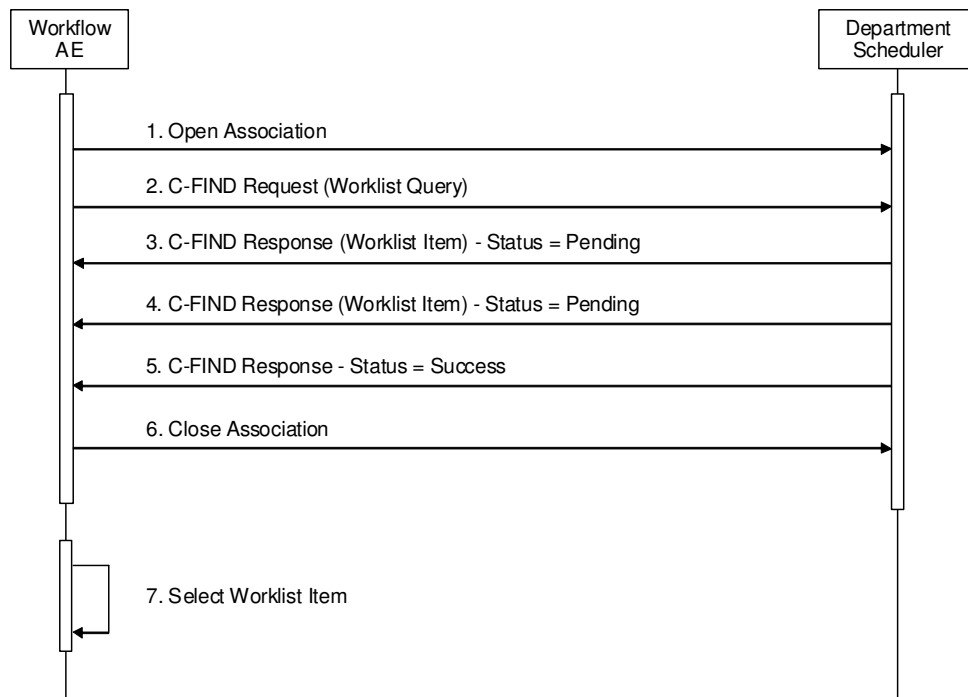 Workflow
AE
Department
Scheduler
1. Open Association
2. C-FIND Request (Worklist Query)
3. C-FIND Response (Worklist Item) - Status = Pending
4. C-FIND Response (Worklist Item) - Status = Pending
5. C-FIND Response - Status = Success
6. Close Association
7. Select Worklist Item